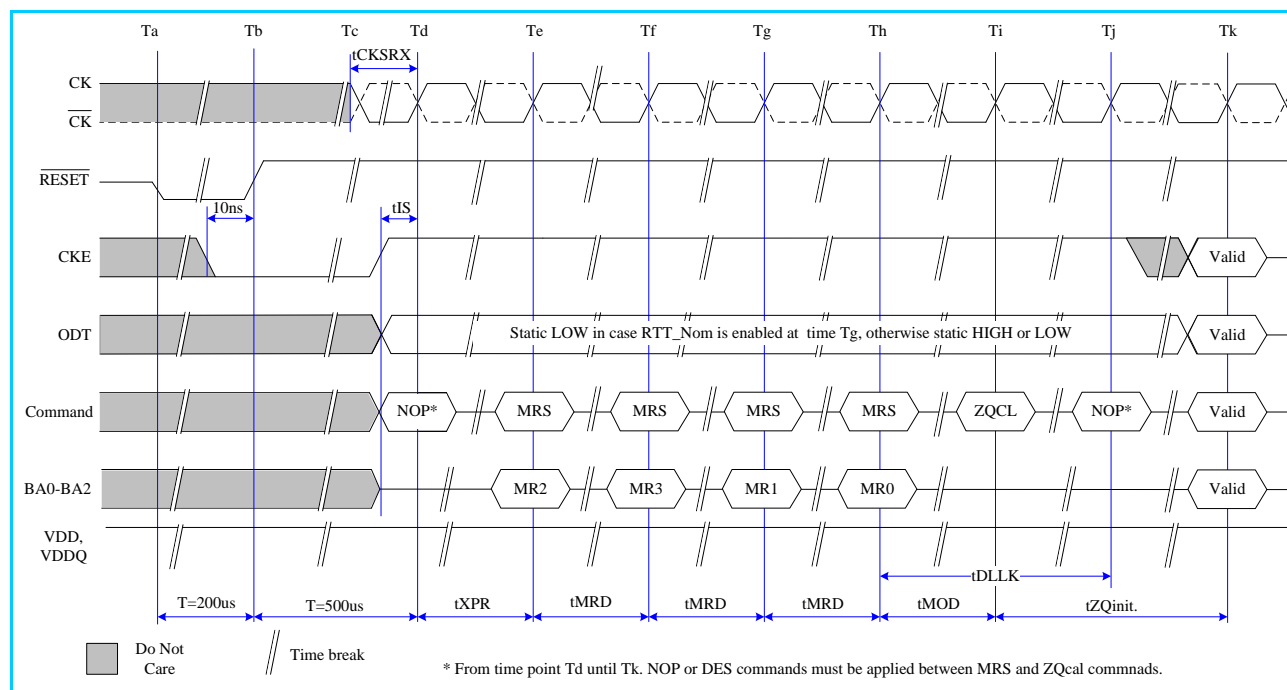 Ta Tb Tc Td Te Tf Tg Th Ti Tj Tk
tCKSRX
CK
CK
RESET
10ns
tIS
CKE
Valid
ODT
Static LOW in case RTT_Nom is enabled at time Tg, otherwise static HIGH or LOW
Valid
Command
NOP* MRS MRS MRS MRS ZQCL NOP* Valid
BA0-BA2
MR2 MR3 MR1 MR0 Valid
VDD,
VDDQ
tDLLK
T=200us T=500us tXPR tMRD tMRD tMRD tMOD tZQinit.
Do Not
Care
Time break
* From time point Td until Tk. NOP or DES commands must be applied between MRS and ZQcal commnads.